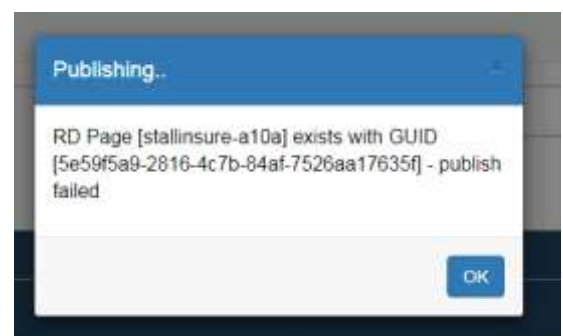 Publishing..
RD Page [stallinsure-a10a] exists with GUID
[5e59f5a9-2816-4c7b-84af-7526aa17635f] - publish
failed
OK